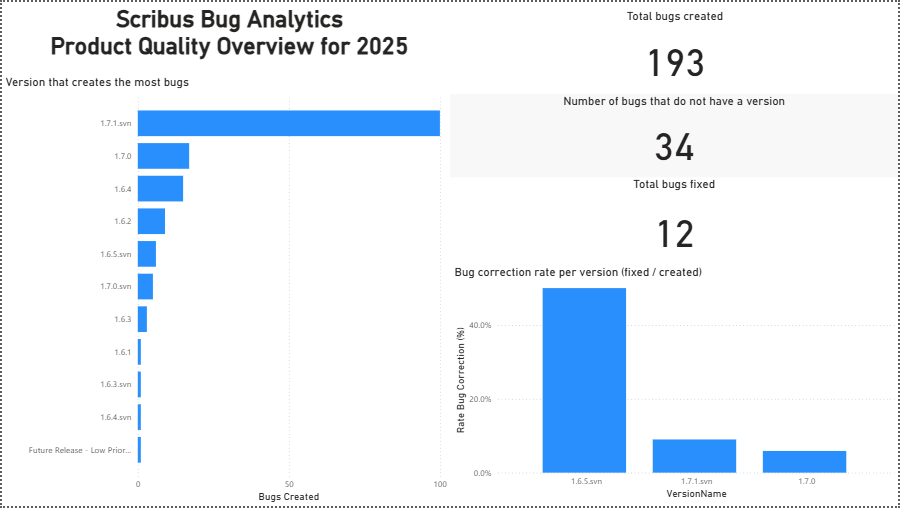 Scribus Bug Analytics
Product Quality Overview for 2025
Version that creates the most bugs
1.7.1.svn
1.7.0
1.6.4
1.6.2
1.6.5.svn
1.7.0.svn
1.6.3
1.6.1
1.6.3.svn
1.6.4.svn
Future Release - Low Prior...
0
50
100
Bugs Created
Total bugs created
193
Number of bugs that do not have a version
34
Total bugs fixed
12
Bug correction rate per version (fixed / created)
Rate Bug Correction (%)
40.0%
20.0%
0.0%
1.6.5.svn
1.7.1.svn
1.7.0
VersionName